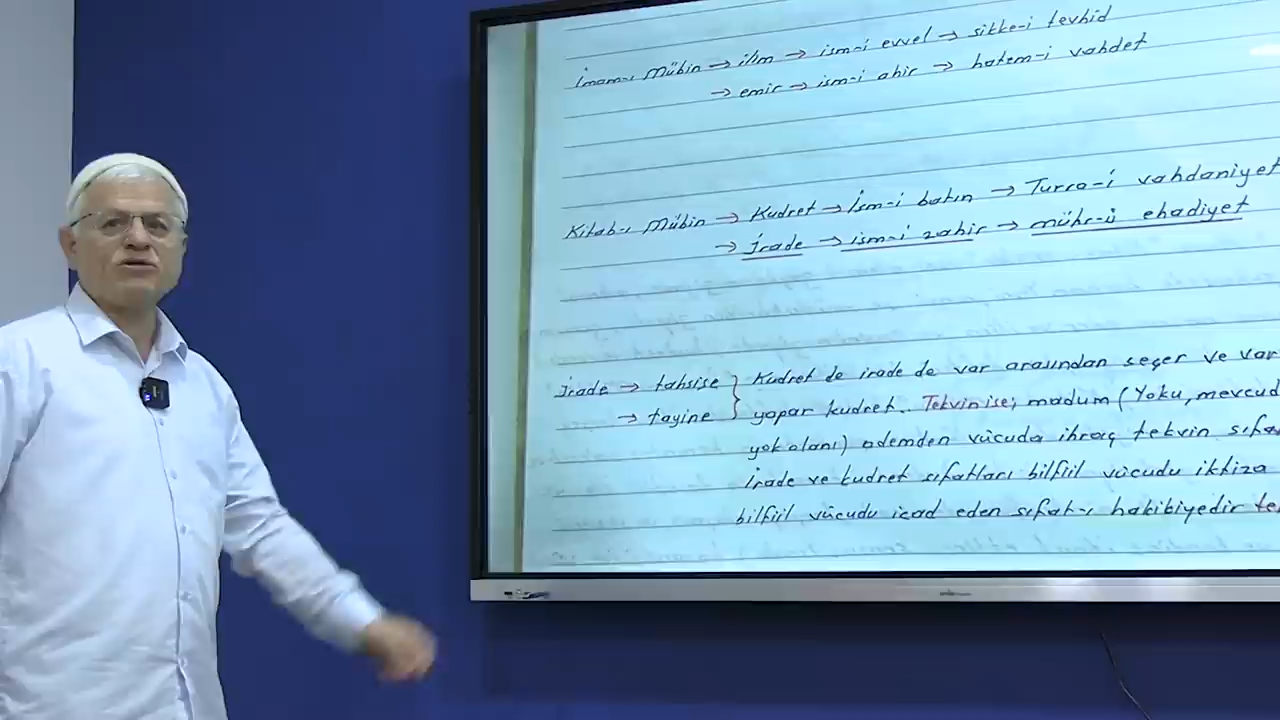 İmam-ı Mübin → ilim → ism-i evvel → sikke-i tevhid
→ emir → ism-i ahir → hatem-i vahdet
Kitab-ı Mübin → Kudret → İsm-i batın → Turra-i vahdaniyet
→ İrade → ism-i zahir → mühr-ü ehadiyet
İrade → tahsise } Kudret de irade de var arasından seçer ve var
→ tayine } yapar kudret.. Tekvin ise; madum (Yoku, mevcud
yok olanı) ademden vücuda ihraç tekvin sıfa
İrade ve kudret sıfatları bilfiil vücudu iktiza
bilfiil vücudu icad eden sıfat-ı hakikiyedir te